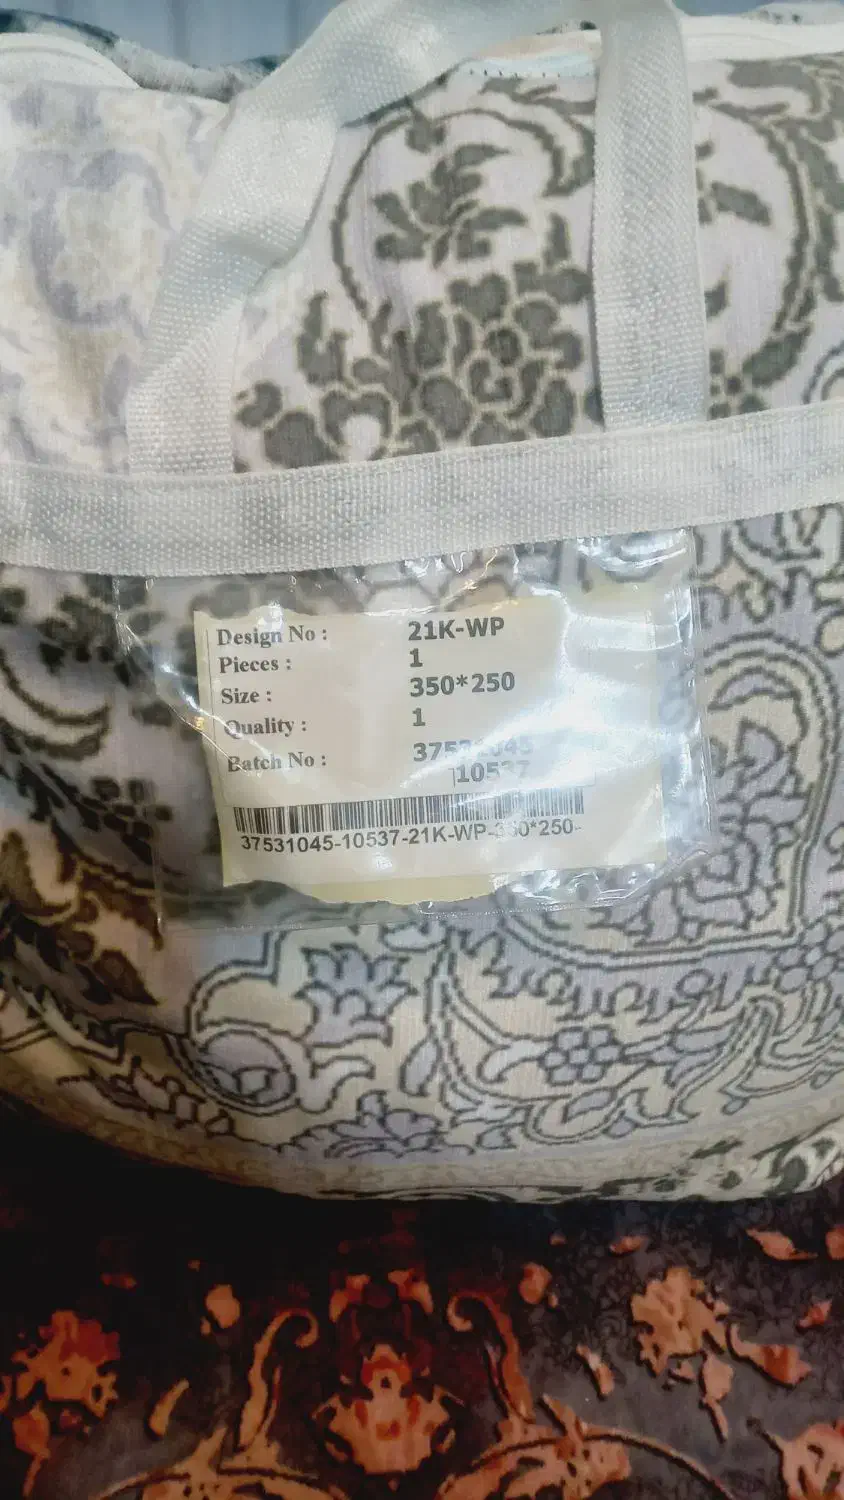 Design No : 21K-WP
Pieces : 1
Size : 350*250
Quality : 1
Batch No : 37531045
10537
37531045-10537-21K-WP-350*250-